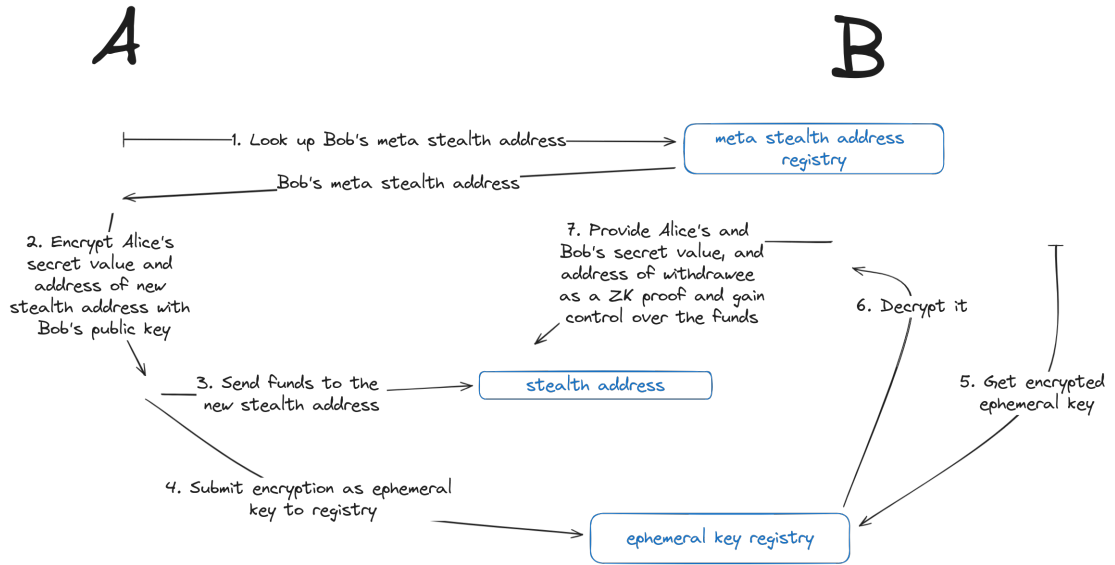 A
B
1. Look up Bob's meta stealth address
meta stealth address
registry
Bob's meta stealth address
2. Encrypt Alice's
secret value and
address of new
stealth address with
Bob's public key
7. Provide Alice's and
Bob's secret value, and
address of withdrawee
as a ZK proof and gain
control over the funds
6. Decrypt it
3. Send funds to the
new stealth address
stealth address
5. Get encrypted
ephemeral key
4. Submit encryption as ephemeral
key to registry
ephemeral key registry